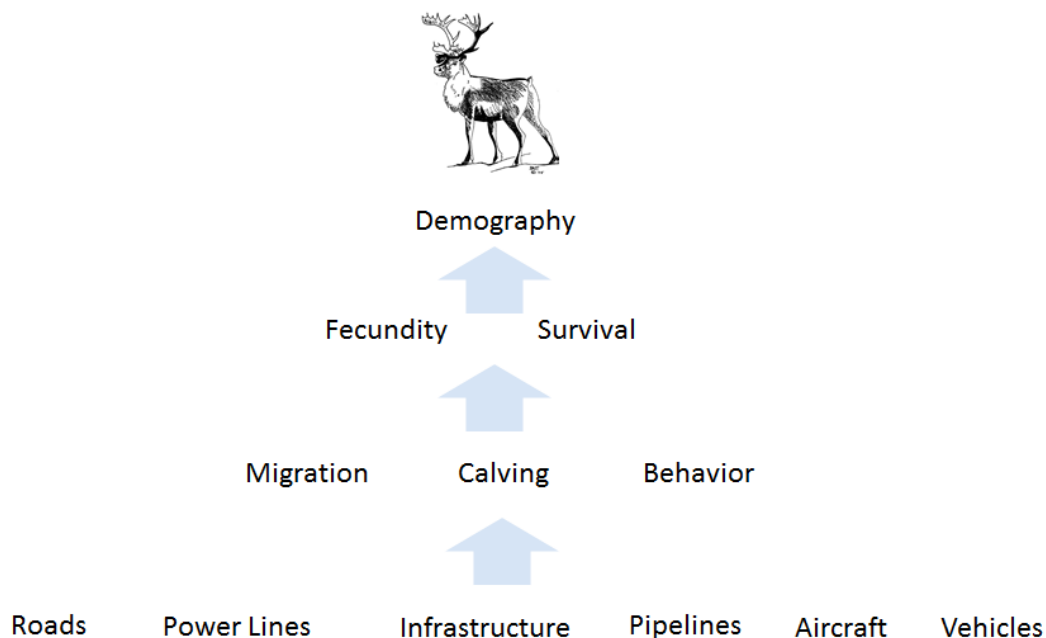 Demography
Fecundity Survival
Migration Calving Behavior
Roads Power Lines Infrastructure Pipelines Aircraft Vehicles